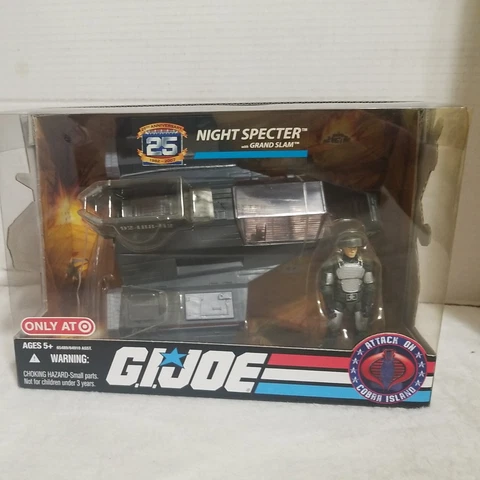 25
NIGHT SPECTER™
with GRAND SLAM™
ONLY AT
AGES 5+
WARNING:
CHOKING HAZARD-Small parts.
Not for children under 3 years.
G.I. JOE
ATTACK ON
COBRA ISLAND